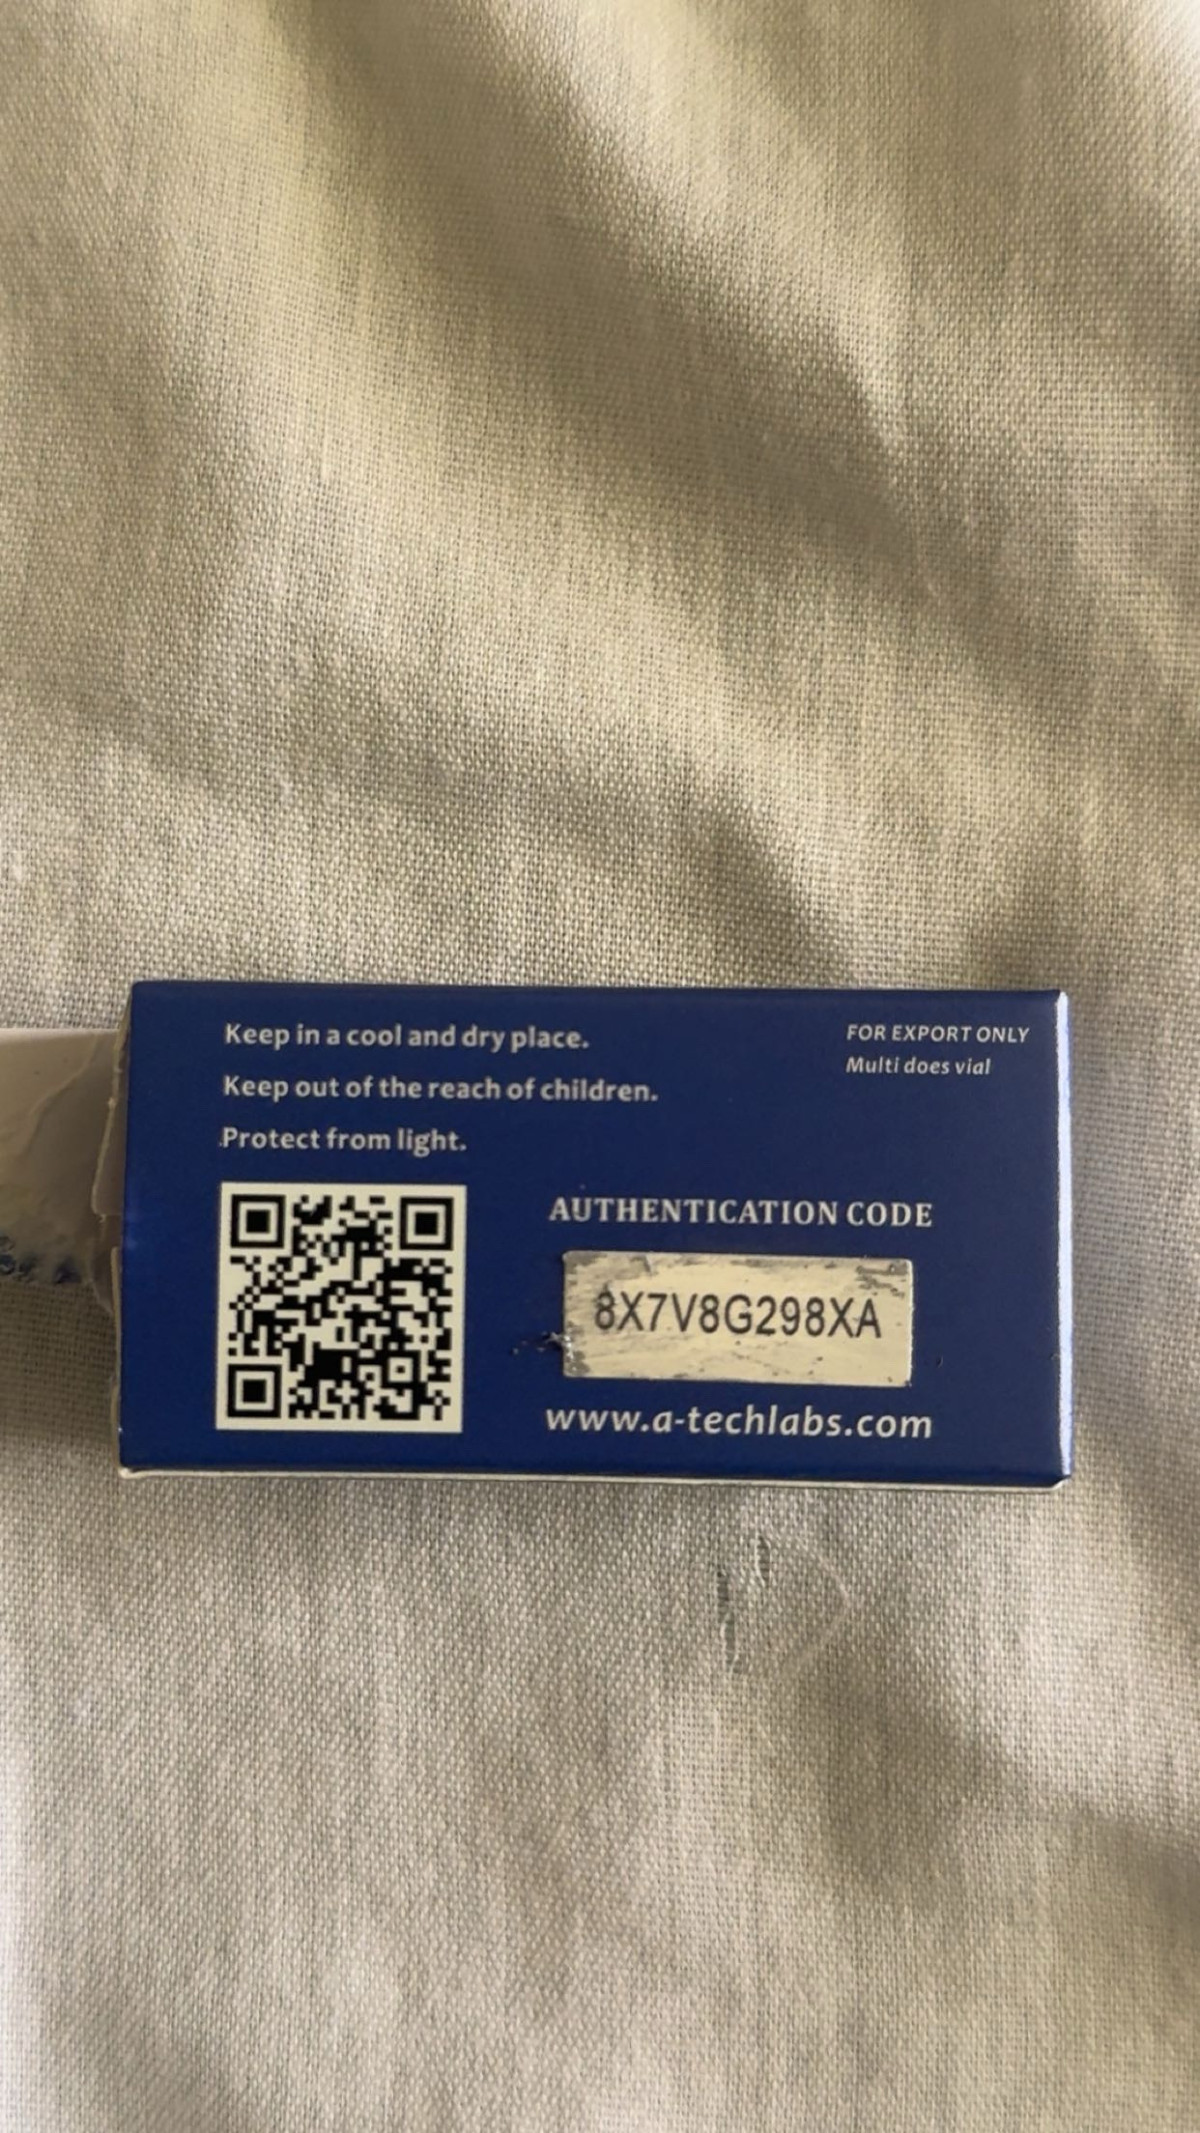 Keep in a cool and dry place.
Keep out of the reach of children.
Protect from light.
FOR EXPORT ONLY
Multi does vial
AUTHENTICATION CODE
8X7V8G298XA
www.a-techlabs.com